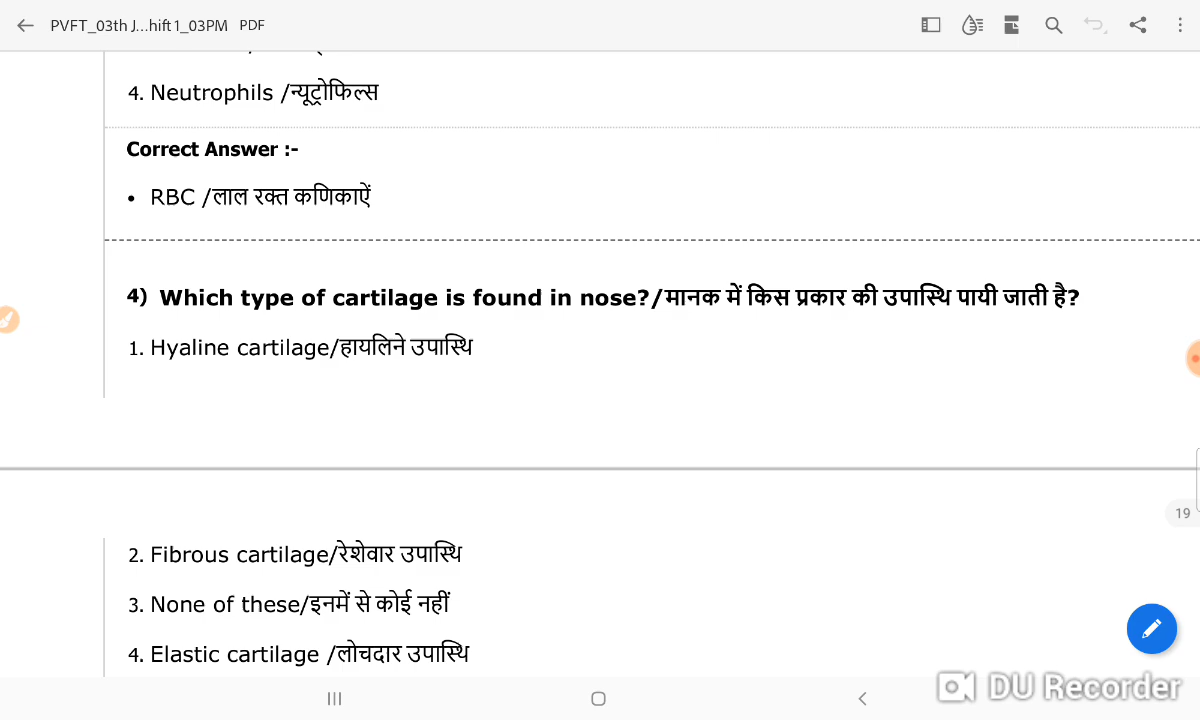 PVFT_03th J...hift 1_03PM PDF
4. Neutrophils /न्यूट्रोफिल्स
Correct Answer :-
• RBC /लाल रक्त कणिकाऐं
4) Which type of cartilage is found in nose?/मानक में किस प्रकार की उपास्थि पायी जाती है?
1. Hyaline cartilage/हायलिने उपास्थि
19
2. Fibrous cartilage/रेशेवार उपास्थि
3. None of these/इनमें से कोई नहीं
4. Elastic cartilage /लोचदार उपास्थि
DU Recorder